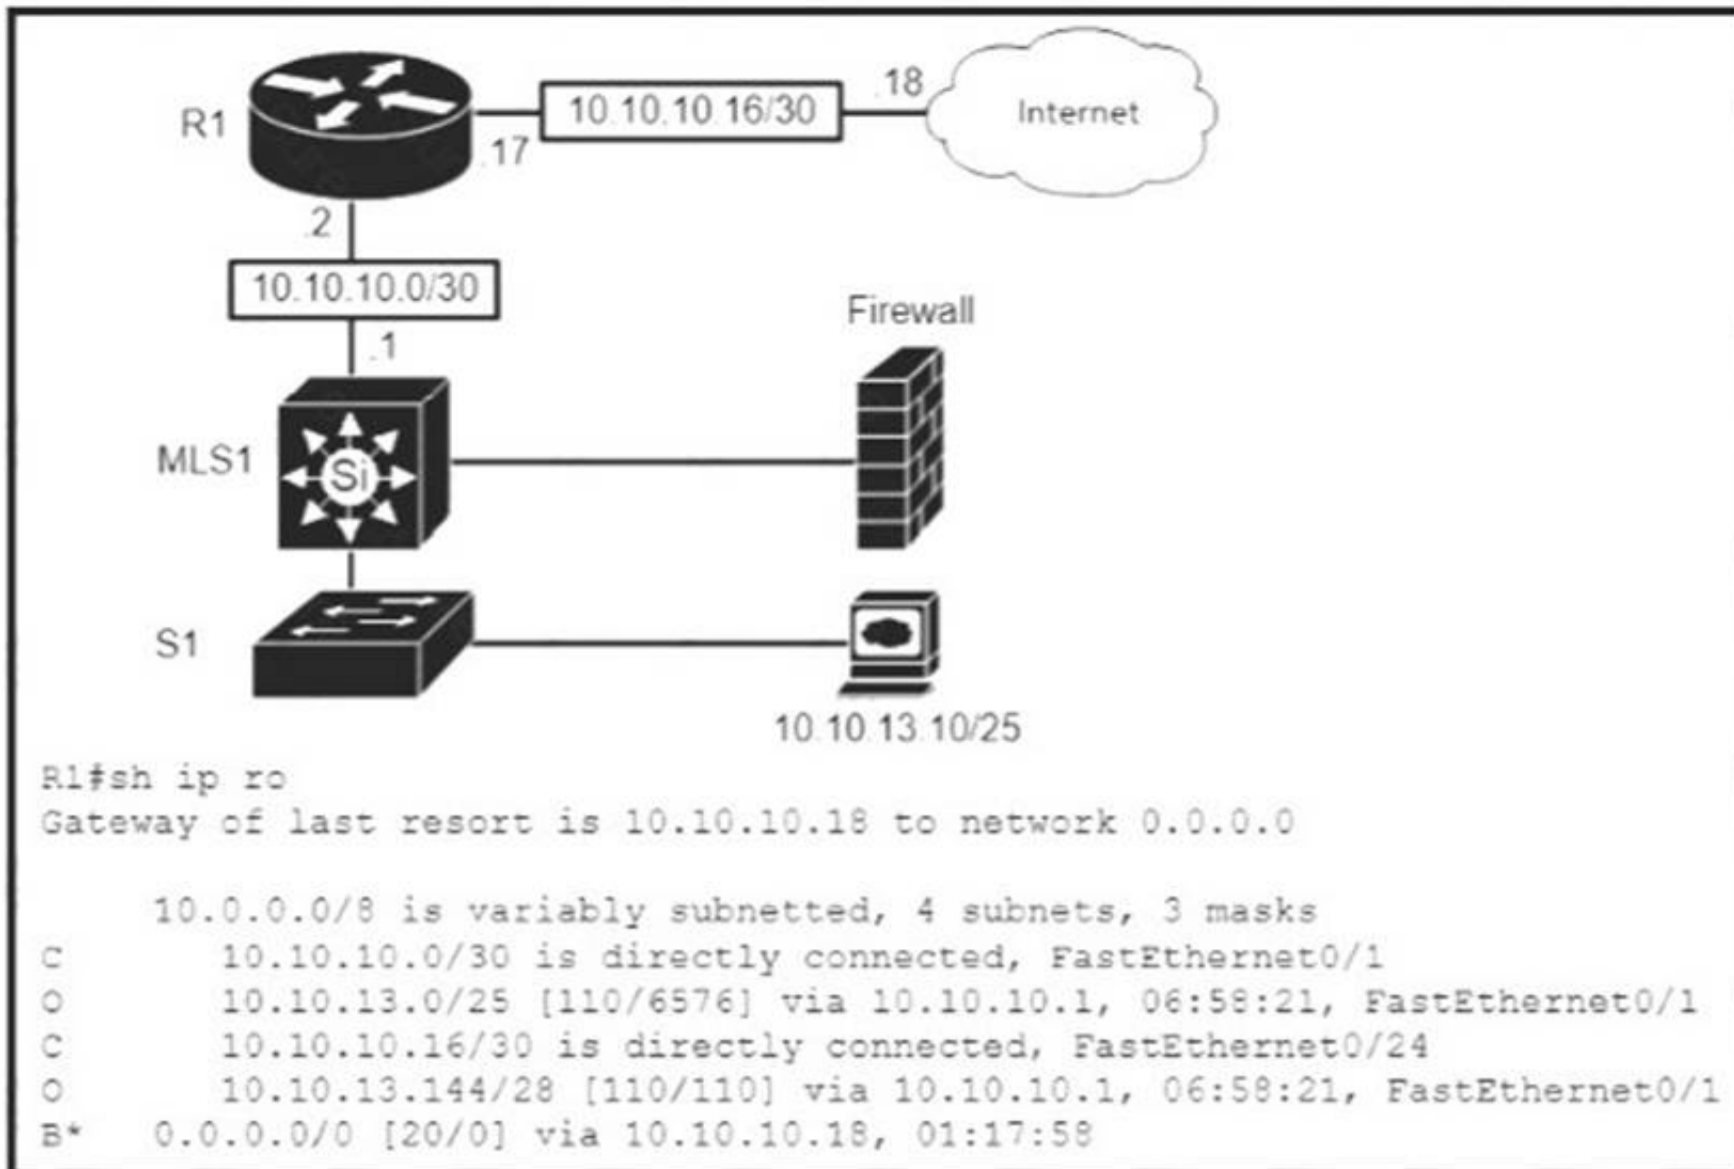 R1
10.10.10.16/30
.18
Internet
.17
.2
10.10.10.0/30
.1
Firewall
MLS1
Si
S1
10.10.13.10/25
R1#sh ip ro
Gateway of last resort is 10.10.10.18 to network 0.0.0.0
10.0.0.0/8 is variably subnetted, 4 subnets, 3 masks
C 10.10.10.0/30 is directly connected, FastEthernet0/1
O 10.10.13.0/25 [110/6576] via 10.10.10.1, 06:58:21, FastEthernet0/1
C 10.10.10.16/30 is directly connected, FastEthernet0/24
O 10.10.13.144/28 [110/110] via 10.10.10.1, 06:58:21, FastEthernet0/1
B* 0.0.0.0/0 [20/0] via 10.10.10.18, 01:17:58